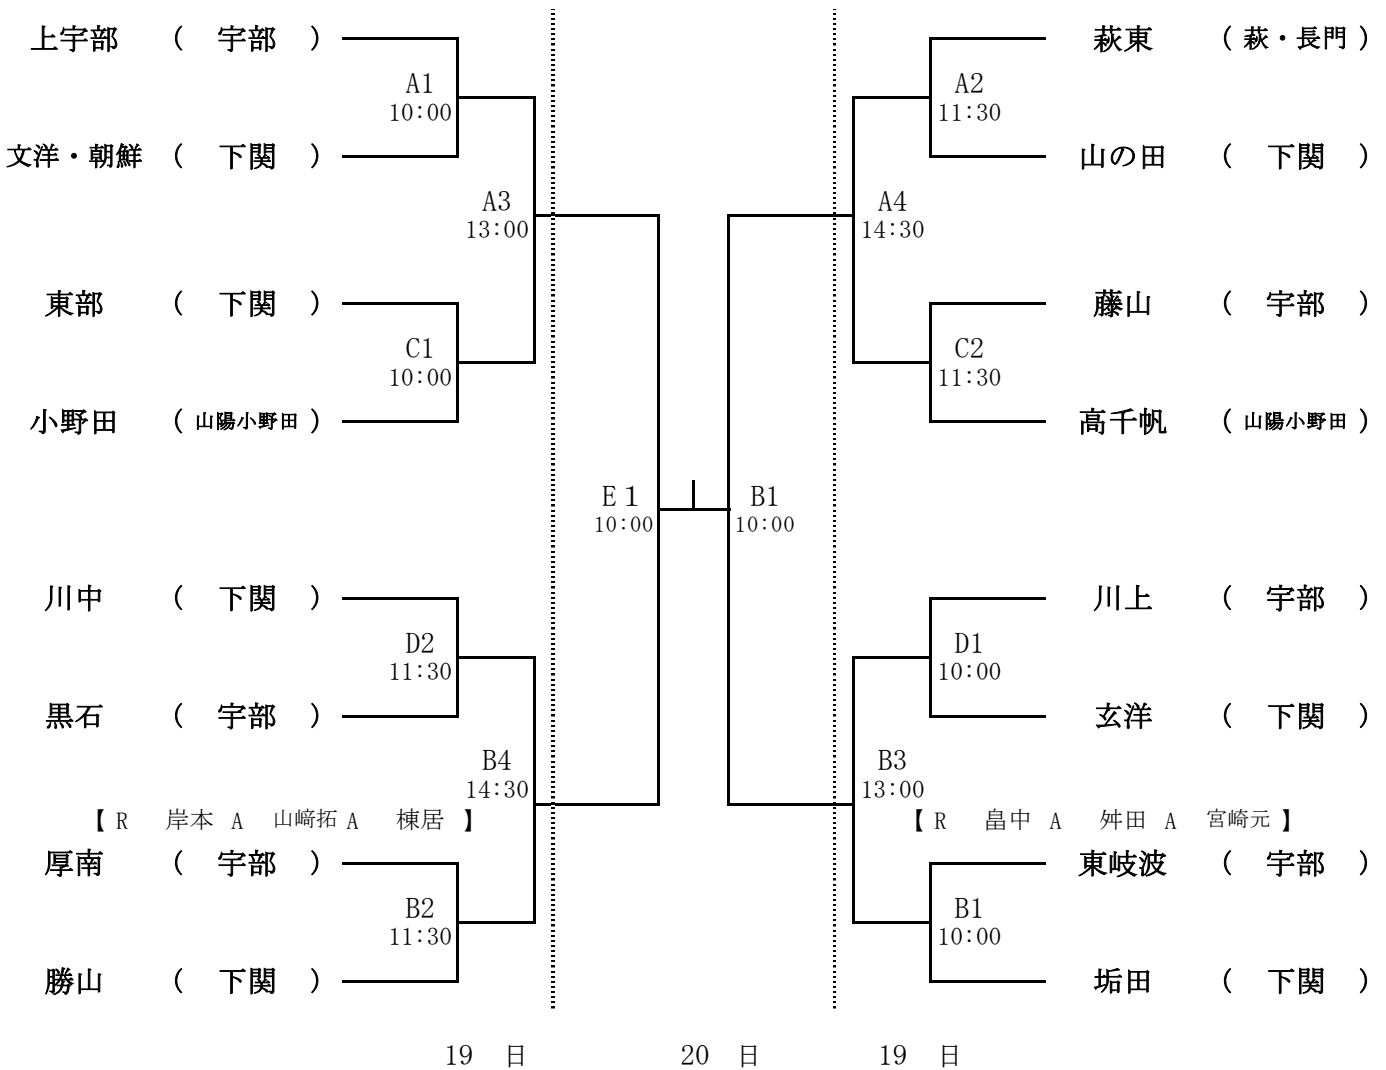 上宇部 ( 宇部 ) 萩東 ( 萩・長門 )
A1 A2
10:00 11:30
文洋・朝鮮 ( 下関 ) 山の田 ( 下関 )
A3 A4
13:00 14:30
東部 ( 下関 ) 藤山 ( 宇部 )
C1 C2
10:00 11:30
小野田 ( 山陽小野田 ) 高千帆 ( 山陽小野田 )
E１ B1
10:00 10:00
川中 ( 下関 ) 川上 ( 宇部 )
D2 D1
11:30 10:00
黒石 ( 宇部 ) 玄洋 ( 下関 )
B4 B3
14:30 13:00
【 R 岸本 A 山﨑拓 A 棟居 】 【 R 畠中 A 舛田 A 宮崎元 】
厚南 ( 宇部 ) 東岐波 ( 宇部 )
B2 B1
11:30 10:00
勝山 ( 下関 ) 垢田 ( 下関 )
19 日 20 日 19 日